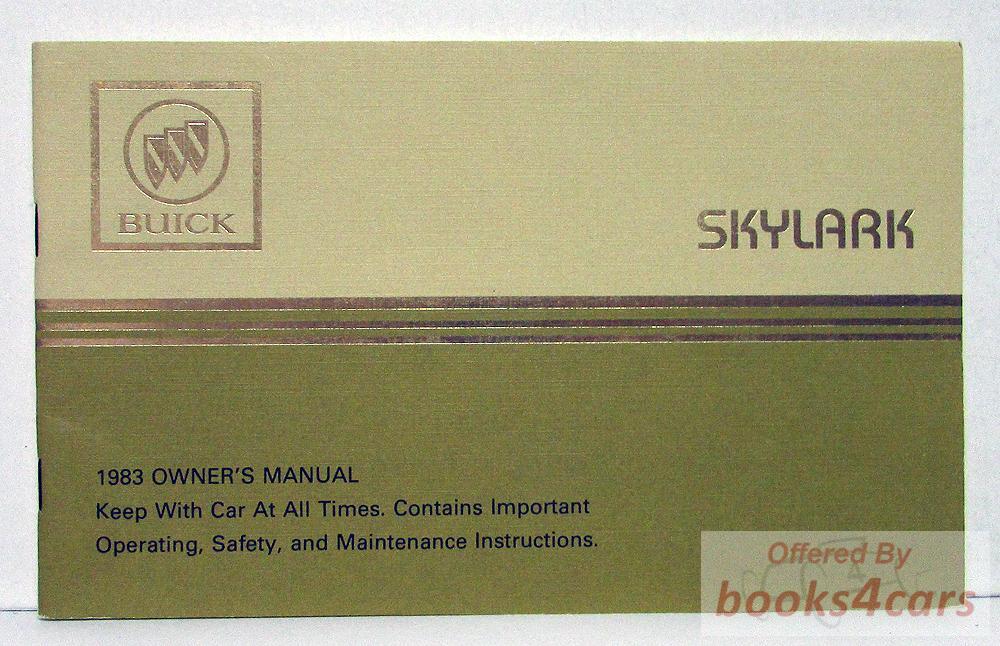 BUICK
SKYLARK
1983 OWNER'S MANUAL
Keep With Car At All Times. Contains Important
Operating, Safety, and Maintenance Instructions.
Offered By
books4cars